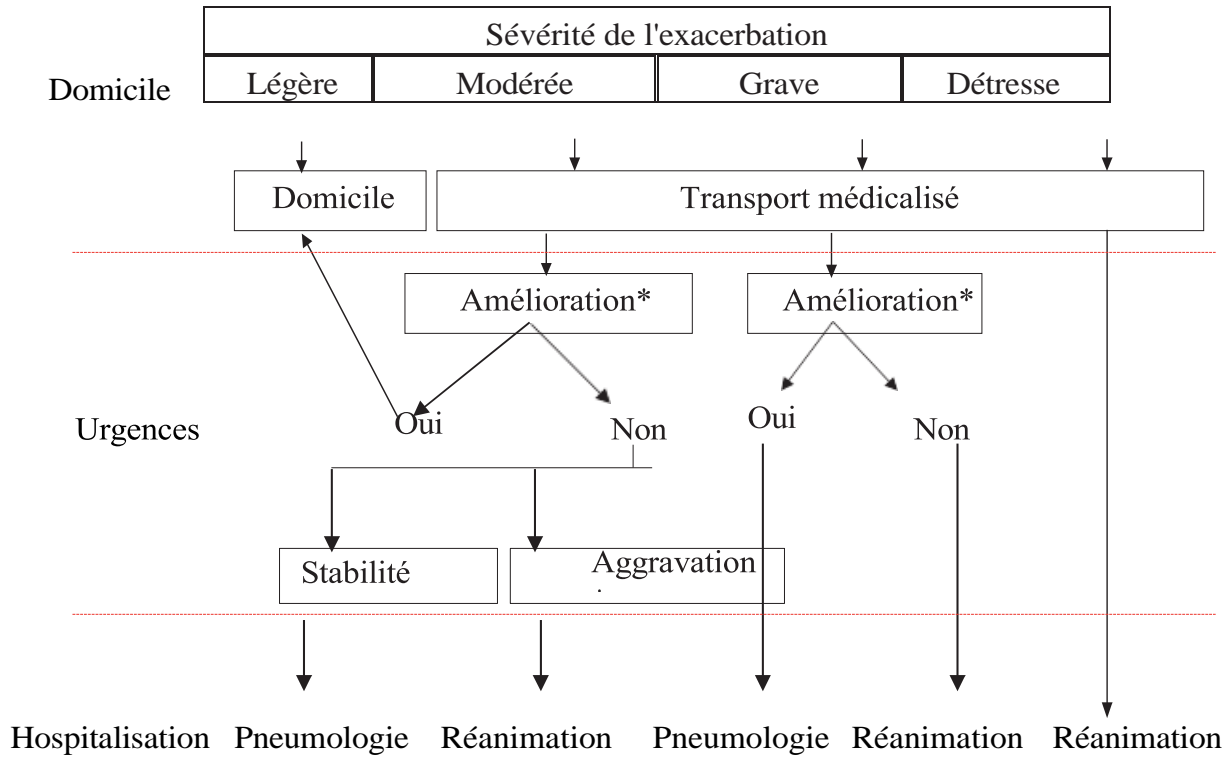 Sévérité de l'exacerbation
Domicile Légère Modérée Grave Détresse
Domicile Transport médicalisé
Amélioration* Amélioration*
Urgences Oui Non Oui Non
Stabilité Aggravation
.
Hospitalisation Pneumologie Réanimation Pneumologie Réanimation Réanimation